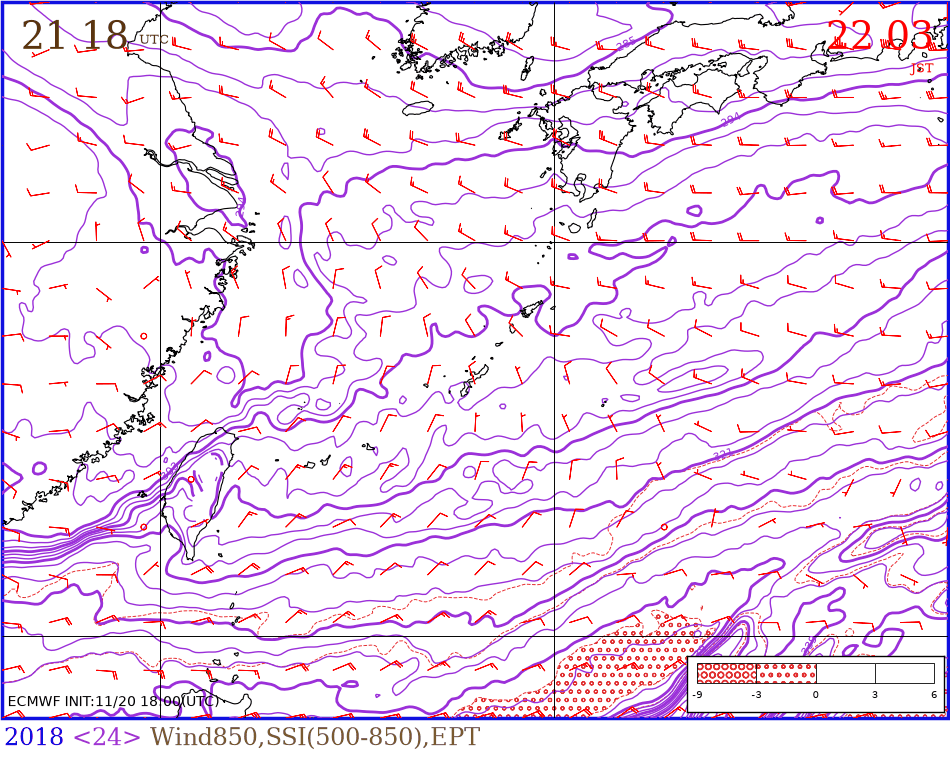 21 18 UTC 22 03
JST
285
294
ECMWF INIT:11/20 18:00(UTC)
-9 -3 0 3 6
2018 <24> Wind850,SSI(500-850),EPT